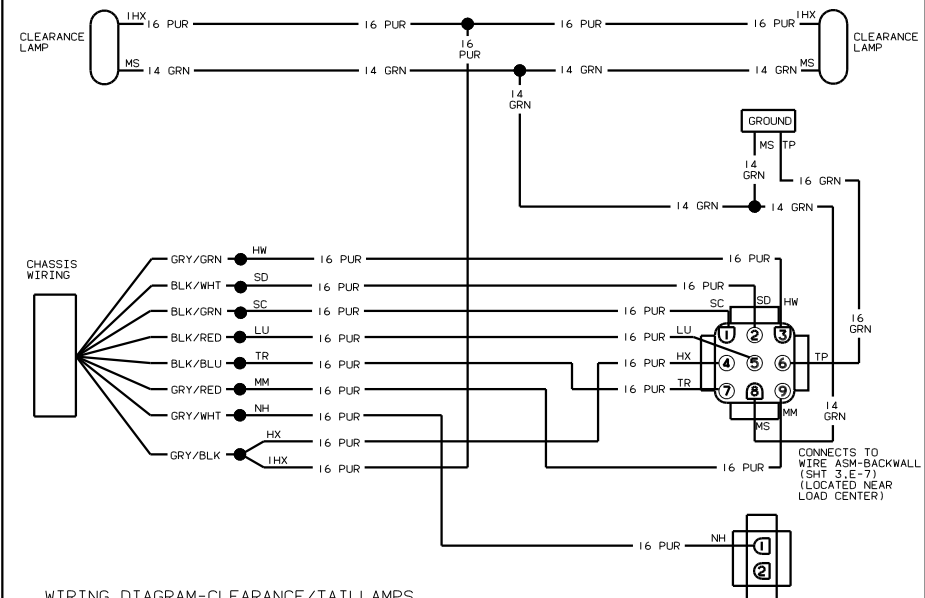 1HX 16 PUR 16 PUR 16 PUR 16 PUR 1HX
CLEARANCE
LAMP
16
PUR
CLEARANCE
LAMP
MS 14 GRN 14 GRN 14 GRN 14 GRN MS
14
GRN
GROUND
MS TP
14
GRN
16 GRN
14 GRN 14 GRN
CHASSIS
WIRING
GRY/GRN HW 16 PUR 16 PUR
BLK/WHT SD 16 PUR 16 PUR
BLK/GRN SC 16 PUR 16 PUR SC SD HW
BLK/RED LU 16 PUR 16 PUR LU
1 2 3
16
GRN
BLK/BLU TR 16 PUR 16 PUR HX 4 5 6 TP
GRY/RED MM 16 PUR 16 PUR TR 7 8 9
GRY/WHT NH 16 PUR
MS MM
14
GRN
GRY/BLK HX 16 PUR
1HX 16 PUR
16 PUR
CONNECTS TO
WIRE ASM-BACKWALL
(SHT 3,E-7)
(LOCATED NEAR
LOAD CENTER)
16 PUR NH 1
2
WIRING DIAGRAM-CLEARANCE/TAILLAMPS